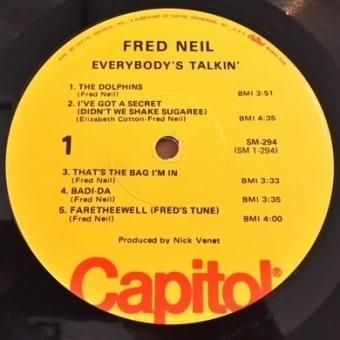 FRED NEIL
EVERYBODY'S TALKIN'
1. THE DOLPHINS
(Fred Neil) BMI 3:51
2. I'VE GOT A SECRET
(DIDN'T WE SHAKE SUGAREE)
(Elizabeth Cotton-Fred Neil) BMI 4:35
1 SM-294
(SM 1-294)
3. THAT'S THE BAG I'M IN
(Fred Neil) BMI 3:33
4. BADI-DA
(Fred Neil) BMI 3:35
5. FARETHEEWELL (FRED'S TUNE)
(Fred Neil) BMI 4:00
Produced by Nick Venet
Capitol®